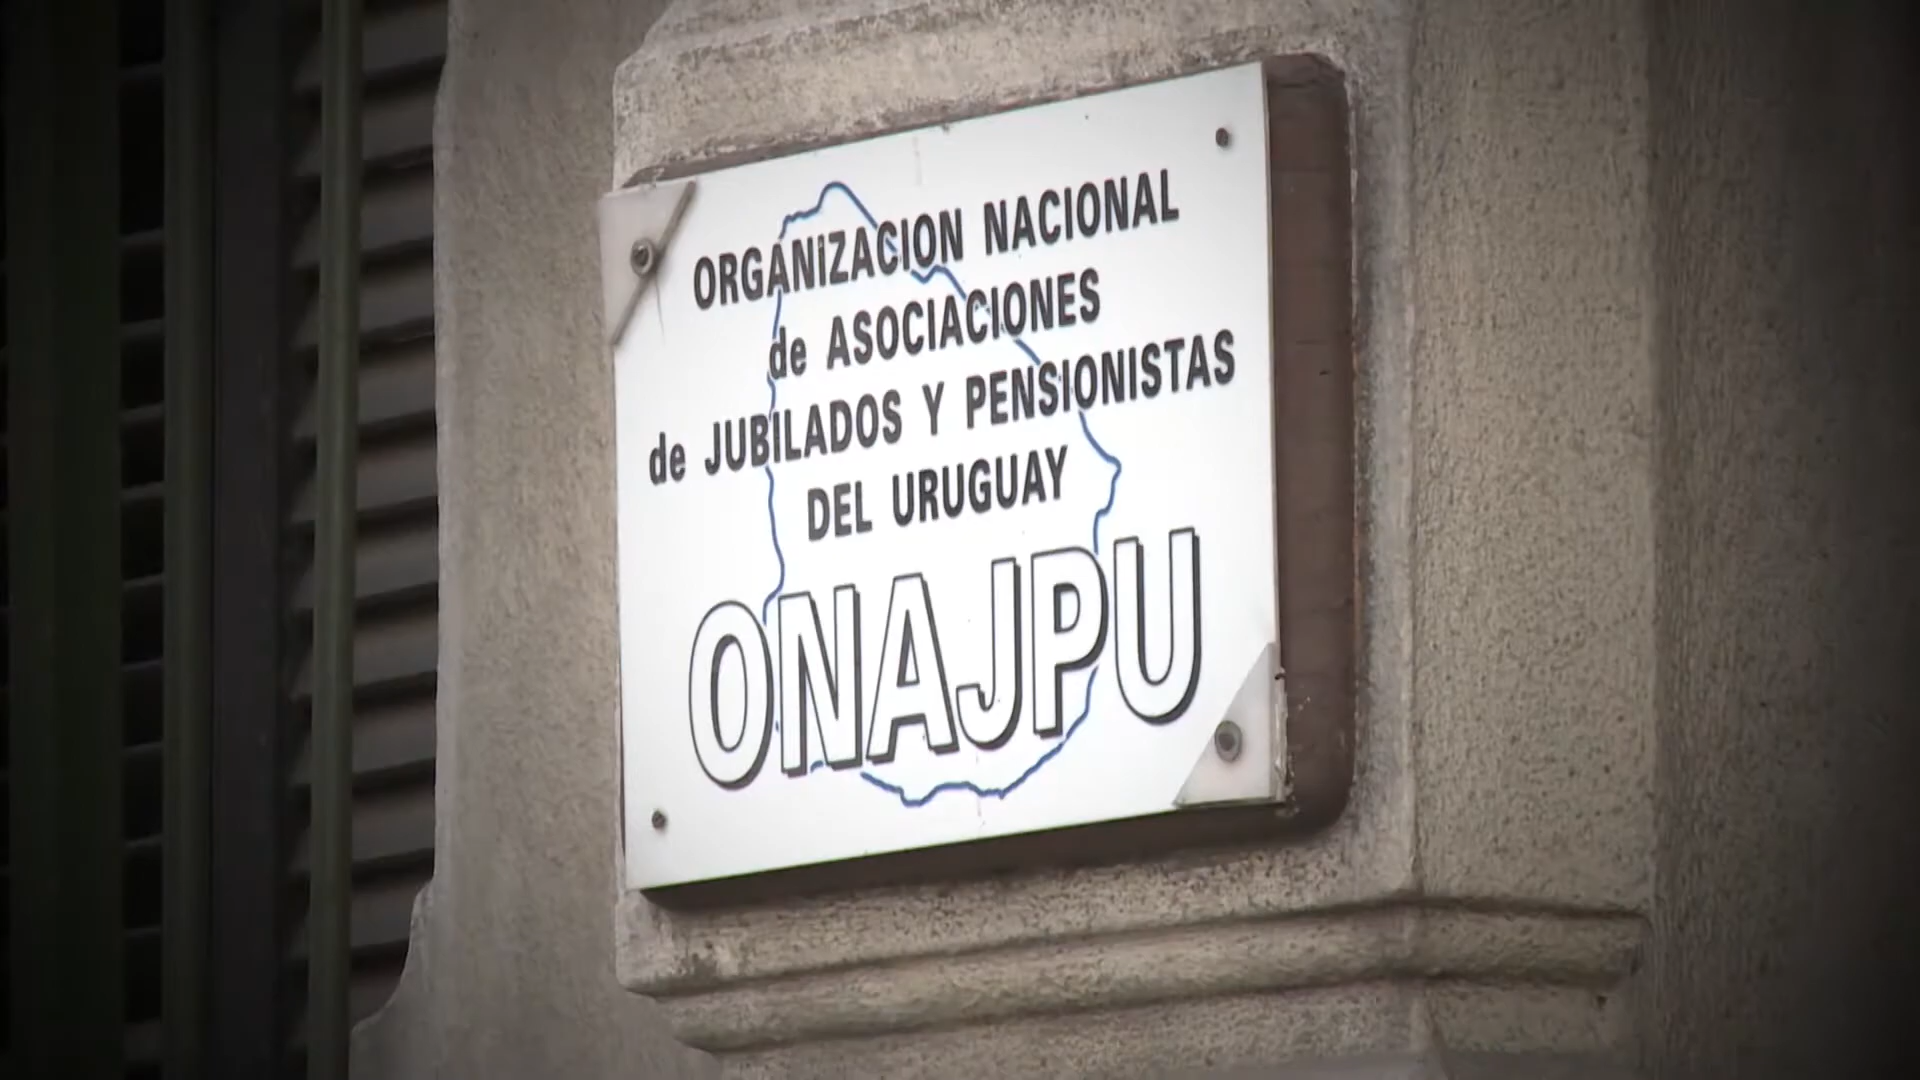 ORGANiZACION NACIONAL
de ASOCIACIONES
de JUBILADOS Y PENSIONISTAS
DEL URUGUAY
ONAJPU